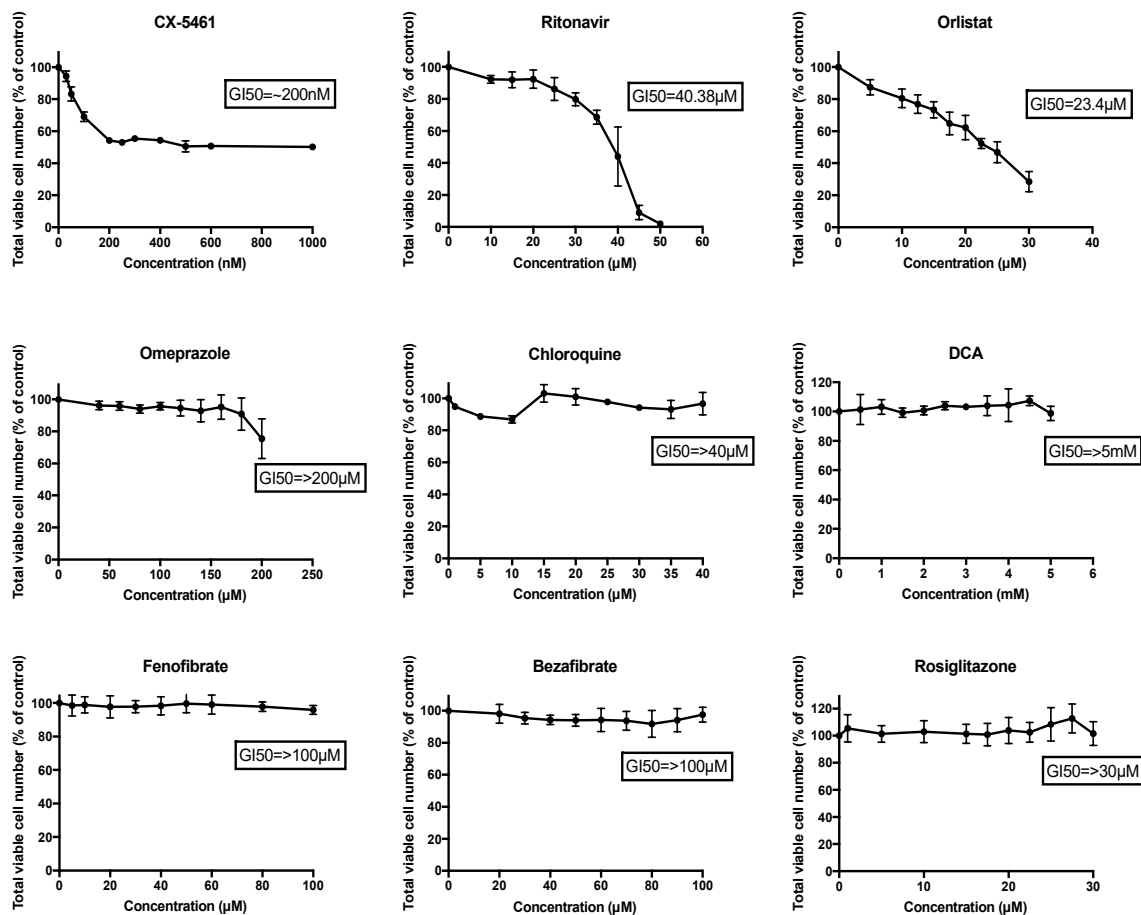 CX-5461
Total viable cell number (% of control)
100
80
60
40
20
0
GI50=~200nM
0 200 400 600 800 1000
Concentration (nM)
Ritonavir
Total viable cell number (% of control)
100
80
60
40
20
0
GI50=40.38µM
0 10 20 30 40 50 60
Concentration (µM)
Orlistat
Total viable cell number (% of control)
100
80
60
40
20
0
GI50=23.4µM
0 10 20 30 40
Concentration (µM)
Omeprazole
Total viable cell number (% of control)
100
80
60
40
20
0
GI50=>200µM
0 50 100 150 200 250
Concentration (µM)
Chloroquine
Total viable cell number (% of control)
100
80
60
40
20
0
GI50=>40µM
0 5 10 15 20 25 30 35 40
Concentration (µM)
DCA
Total viable cell number (% of control)
120
100
80
60
40
20
0
GI50=>5mM
0 1 2 3 4 5 6
Concentration (mM)
Fenofibrate
Total viable cell number (% of control)
100
80
60
40
20
0
GI50=>100µM
0 20 40 60 80 100
Concentration (µM)
Bezafibrate
Total viable cell number (% of control)
100
80
60
40
20
0
GI50=>100µM
0 20 40 60 80 100
Concentration (µM)
Rosiglitazone
Total viable cell number (% of control)
120
100
80
60
40
20
0
GI50=>30µM
0 10 20 30
Concentration (µM)